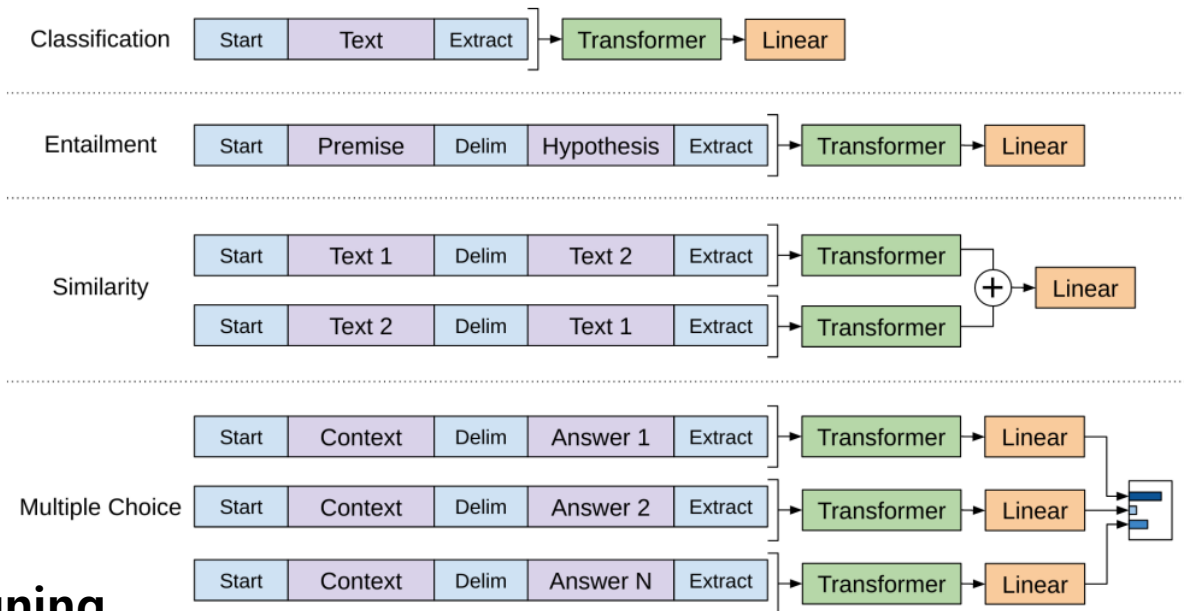 Classification Start Text Extract Transformer Linear
Entailment Start Premise Delim Hypothesis Extract Transformer Linear
Similarity
Start Text 1 Delim Text 2 Extract Transformer
+ Linear
Start Text 2 Delim Text 1 Extract Transformer
Multiple Choice
Start Context Delim Answer 1 Extract Transformer Linear
Start Context Delim Answer 2 Extract Transformer Linear
Start Context Delim Answer N Extract Transformer Linear